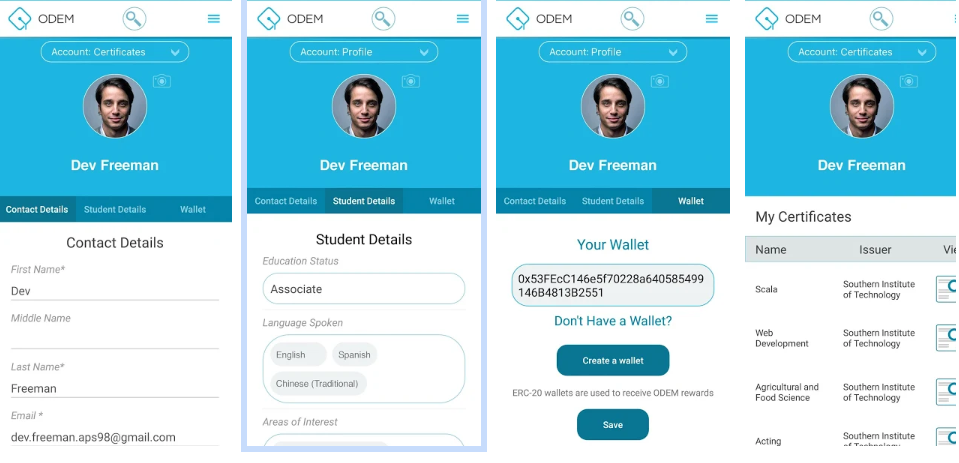 ODEM
Account: Certificates
Dev Freeman
Contact Details
Student Details
Wallet
Contact Details
First Name*
Dev
Middle Name
Last Name*
Freeman
Email *
dev.freeman.aps98@gmail.com
ODEM
Account: Profile
Dev Freeman
Contact Details
Student Details
Wallet
Student Details
Education Status
Associate
Language Spoken
English
Spanish
Chinese (Traditional)
Areas of Interest
ODEM
Account: Profile
Dev Freeman
Contact Details
Student Details
Wallet
Your Wallet
0x53FEcC146e5f70228a640585499
146B4813B2551
Don't Have a Wallet?
Create a wallet
ERC-20 wallets are used to receive ODEM rewards
Save
ODEM
Account: Certificates
Dev Freeman
My Certificates
Name
Issuer
Scala
Southern Institute
of Technology
Web
Development
Southern Institute
of Technology
Agricultural and
Food Science
Southern Institute
of Technology
Acting
Southern Institute
of Technology